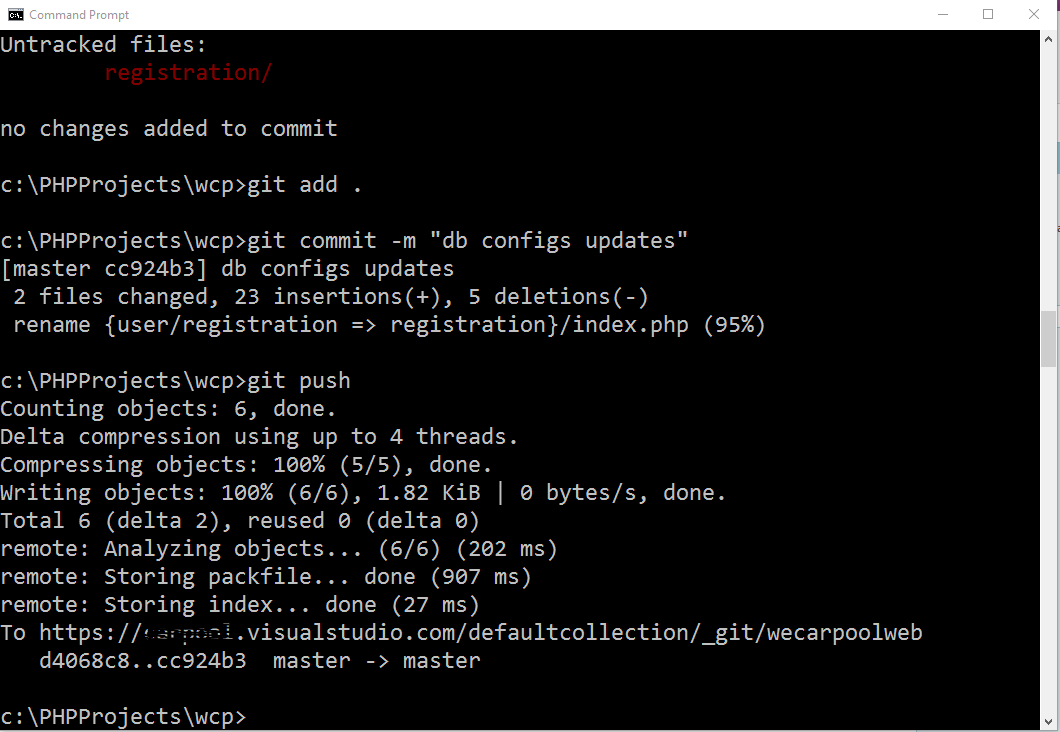 Command Prompt
Untracked files:
registration/
no changes added to commit
c:\PHPProjects\wcp>git add .
c:\PHPProjects\wcp>git commit -m "db configs updates"
[master cc924b3] db configs updates
2 files changed, 23 insertions(+), 5 deletions(-)
rename {user/registration => registration}/index.php (95%)
c:\PHPProjects\wcp>git push
Counting objects: 6, done.
Delta compression using up to 4 threads.
Compressing objects: 100% (5/5), done.
Writing objects: 100% (6/6), 1.82 KiB | 0 bytes/s, done.
Total 6 (delta 2), reused 0 (delta 0)
remote: Analyzing objects... (6/6) (202 ms)
remote: Storing packfile... done (907 ms)
remote: Storing index... done (27 ms)
To https://.visualstudio.com/defaultcollection/_git/wecarpoolweb
d4068c8..cc924b3  master -> master
c:\PHPProjects\wcp>